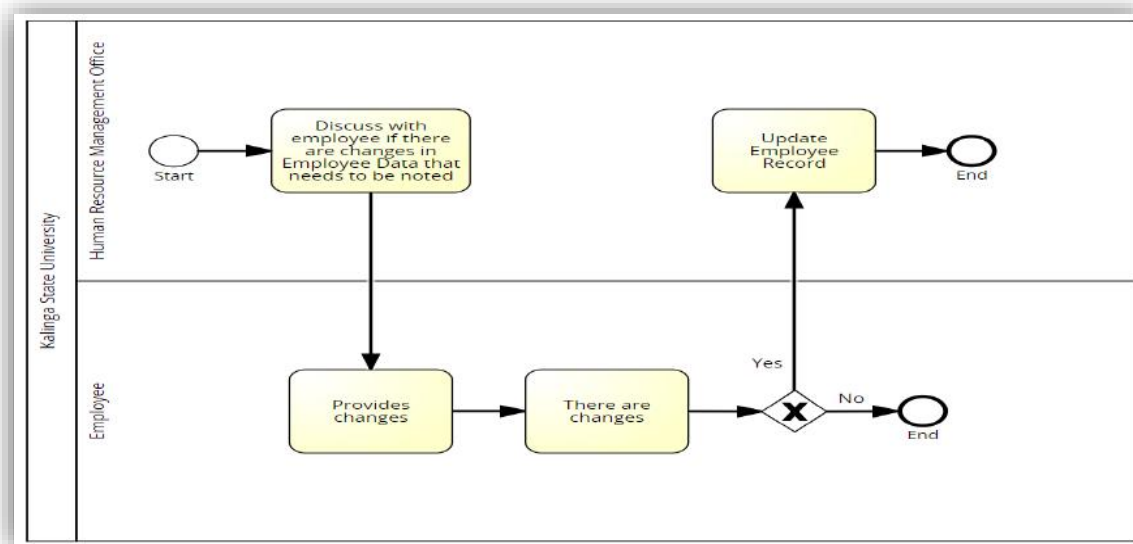 Kalinga State University
Human Resource Management Office
Start
Discuss with
employee if there
are changes in
Employee Data that
needs to be noted
Update
Employee
Record
End
Employee
Provides
changes
There are
changes
Yes
No
End